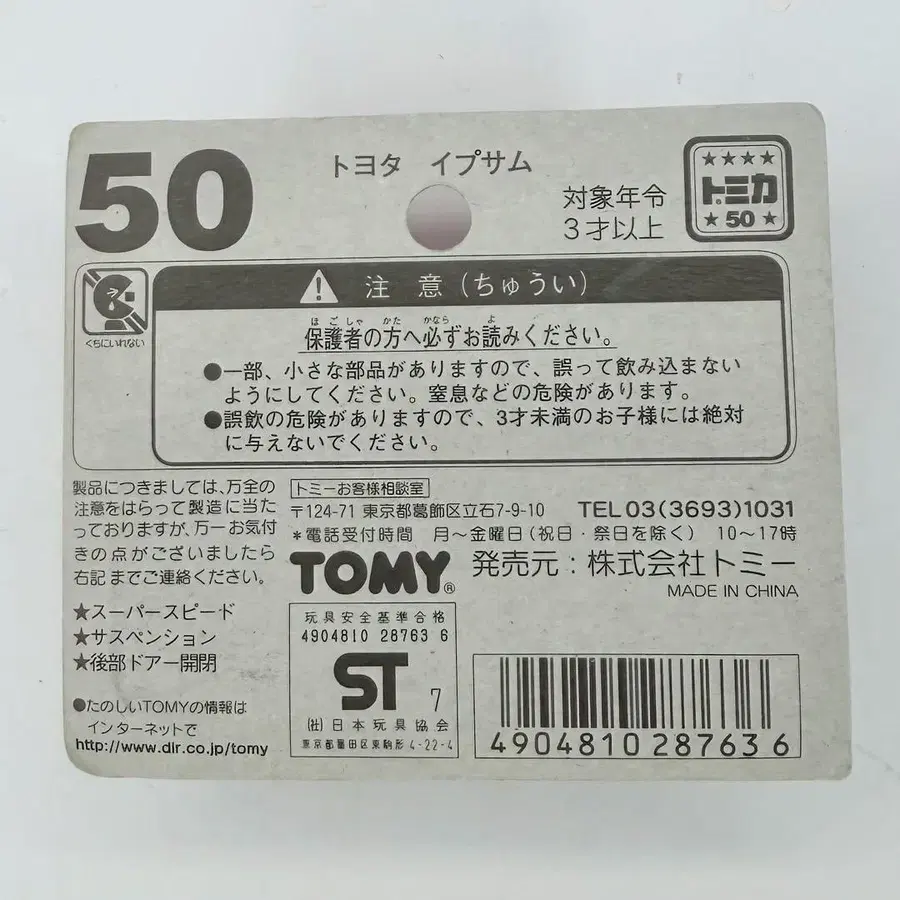 50
トヨタ イプサム
対象年令
3才以上
★★★★
トミカ
★50★
くちにいれない
注 意(ちゅうい)
ほごしゃ かた かなら よ
保護者の方へ必ずお読みください。
●一部、小さな部品がありますので、誤って飲み込まない
ようにしてください。窒息などの危険があります。
●誤飲の危険がありますので、3才未満のお子様には絶対
に与えないでください。
製品につきましては、万全の
注意をはらって製造に当た
っておりますが、万一お気付
きの点がございましたら
右記までご連絡ください。
★スーパースピード
★サスペンション
★後部ドアー開閉
●たのしいTOMYの情報は
インターネットで
http://www.dir.co.jp/tomy
トミーお客様相談室
〒124-71 東京都葛飾区立石7-9-10 TEL 03(3693)1031
*電話受付時間 月~金曜日(祝日・祭日を除く) 10~17時
TOMY® 発売元:株式会社トミー
MADE IN CHINA
玩具安全基準合格
4904810 28763 6
ST 7
(社)日本玩具協会
東京都墨田区東駒形4-22-4
4904810287636